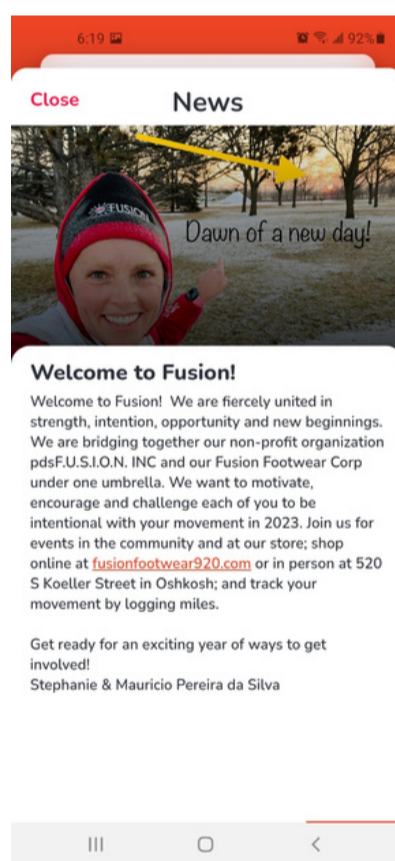 6:19
92%
Close
News
FUSION
Dawn of a new day!
Welcome to Fusion!
Welcome to Fusion!  We are fiercely united in
strength, intention, opportunity and new beginnings.
We are bridging together our non-profit organization
pdsF.U.S.I.O.N. INC and our Fusion Footwear Corp
under one umbrella. We want to motivate,
encourage and challenge each of you to be
intentional with your movement in 2023. Join us for
events in the community and at our store; shop
online at fusionfootwear920.com or in person at 520
S Koeller Street in Oshkosh; and track your
movement by logging miles.
Get ready for an exciting year of ways to get
involved!
Stephanie & Mauricio Pereira da Silva